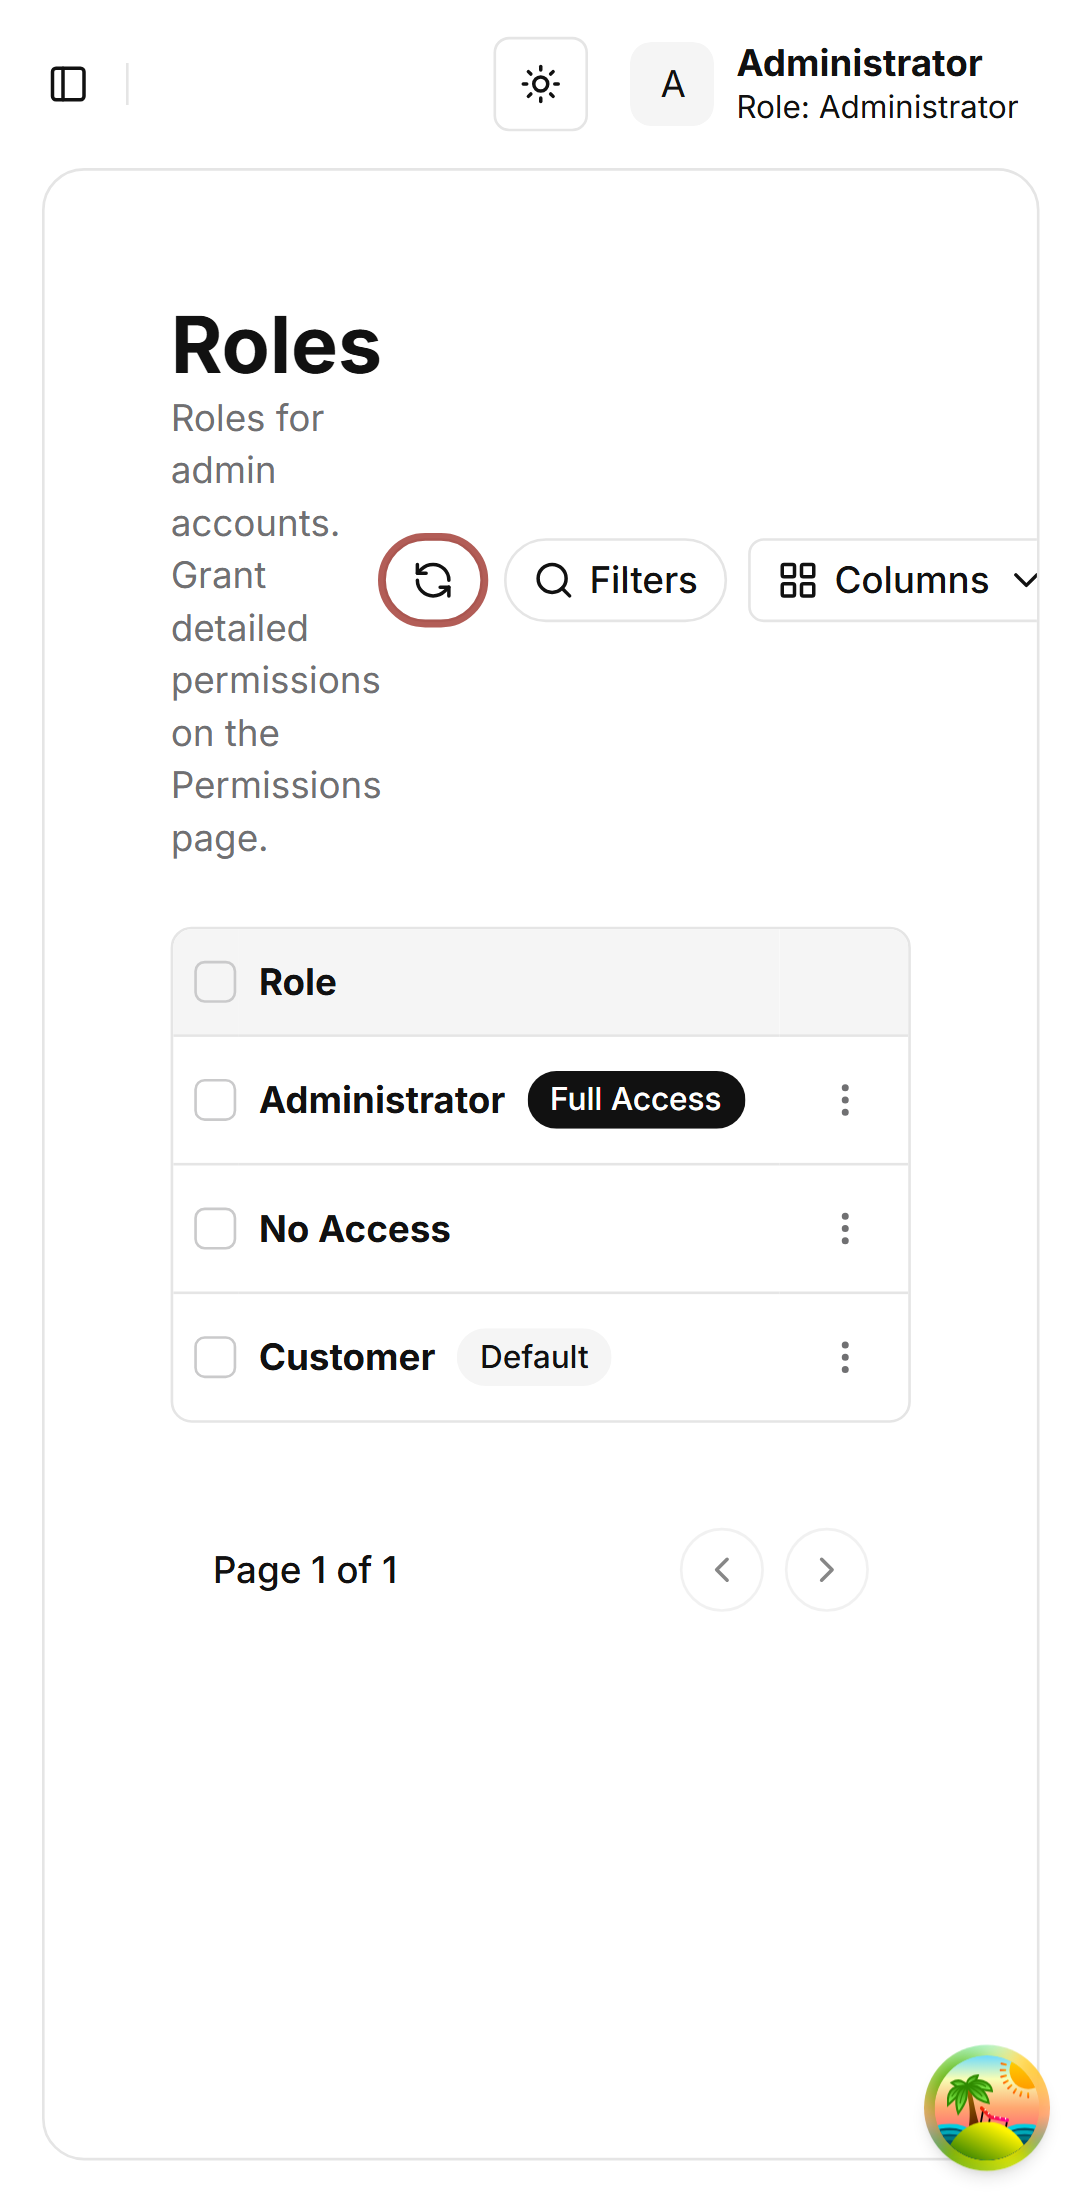 A
Administrator
Role: Administrator
Roles
Roles for
admin
accounts.
Grant
detailed
permissions
on the
Permissions
page.
Filters
Columns
Role
Administrator Full Access
No Access
Customer Default
Page 1 of 1